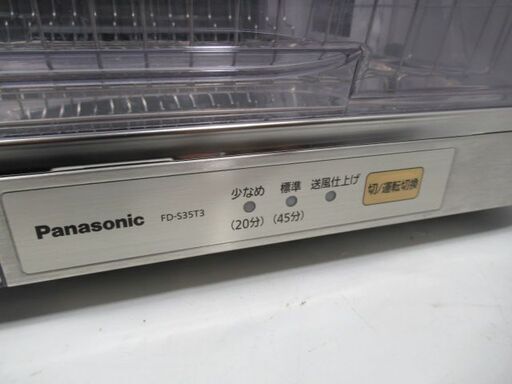 Panasonic FD-S35T3
少なめ 標準 送風仕上げ
(20分) (45分)
切/運転切換